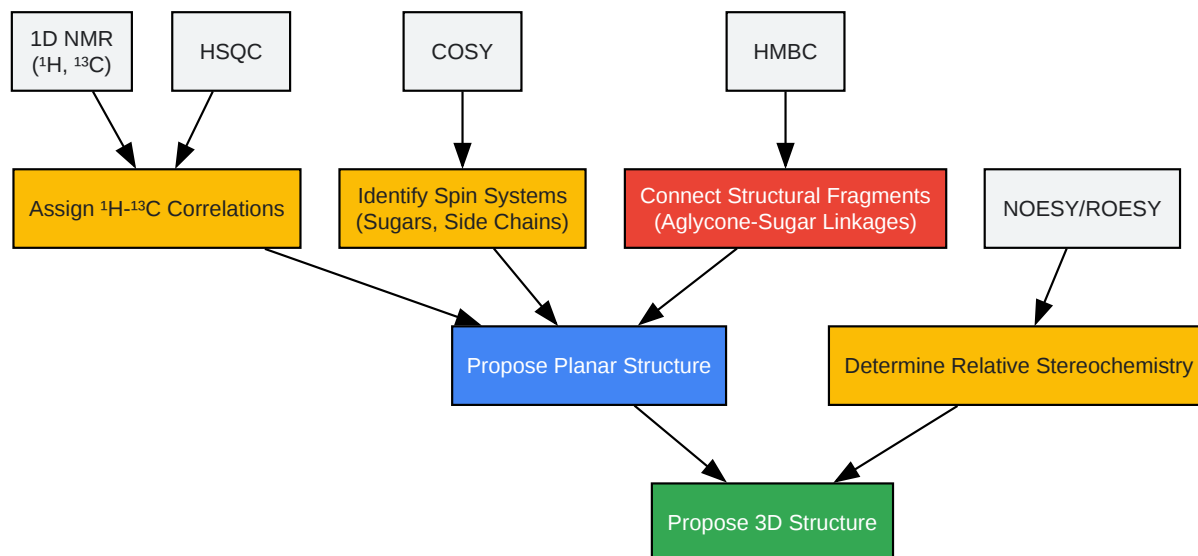 1D NMR
(¹H, ¹³C)
HSQC
COSY
HMBC
Assign ¹H-¹³C Correlations
Identify Spin Systems
(Sugars, Side Chains)
Connect Structural Fragments
(Aglycone-Sugar Linkages)
NOESY/ROESY
Propose Planar Structure
Determine Relative Stereochemistry
Propose 3D Structure